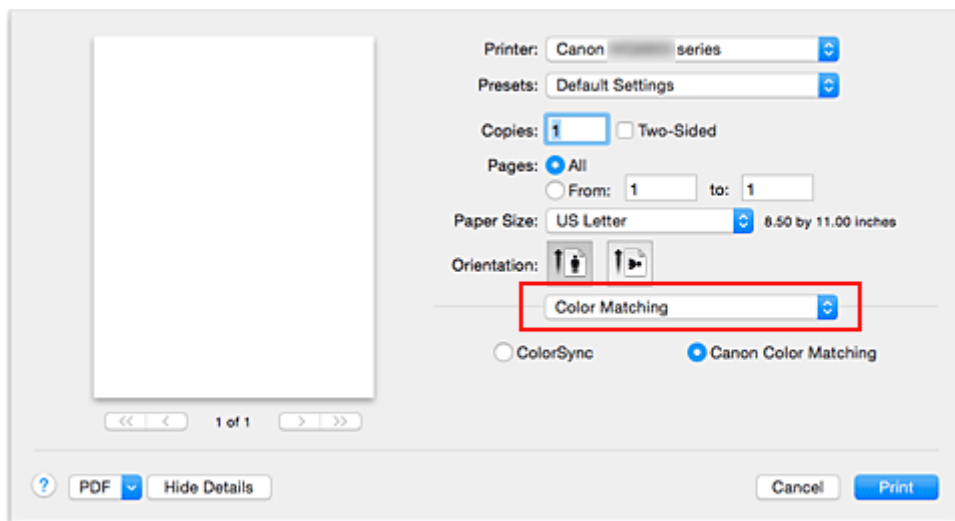 Printer: Canon series
Presets: Default Settings
Copies: 1 Two-Sided
Pages: All
From: 1 to: 1
Paper Size: US Letter 8.50 by 11.00 inches
Orientation:
Color Matching
ColorSync Canon Color Matching
<< < 1 of 1 > >>
? PDF Hide Details Cancel Print